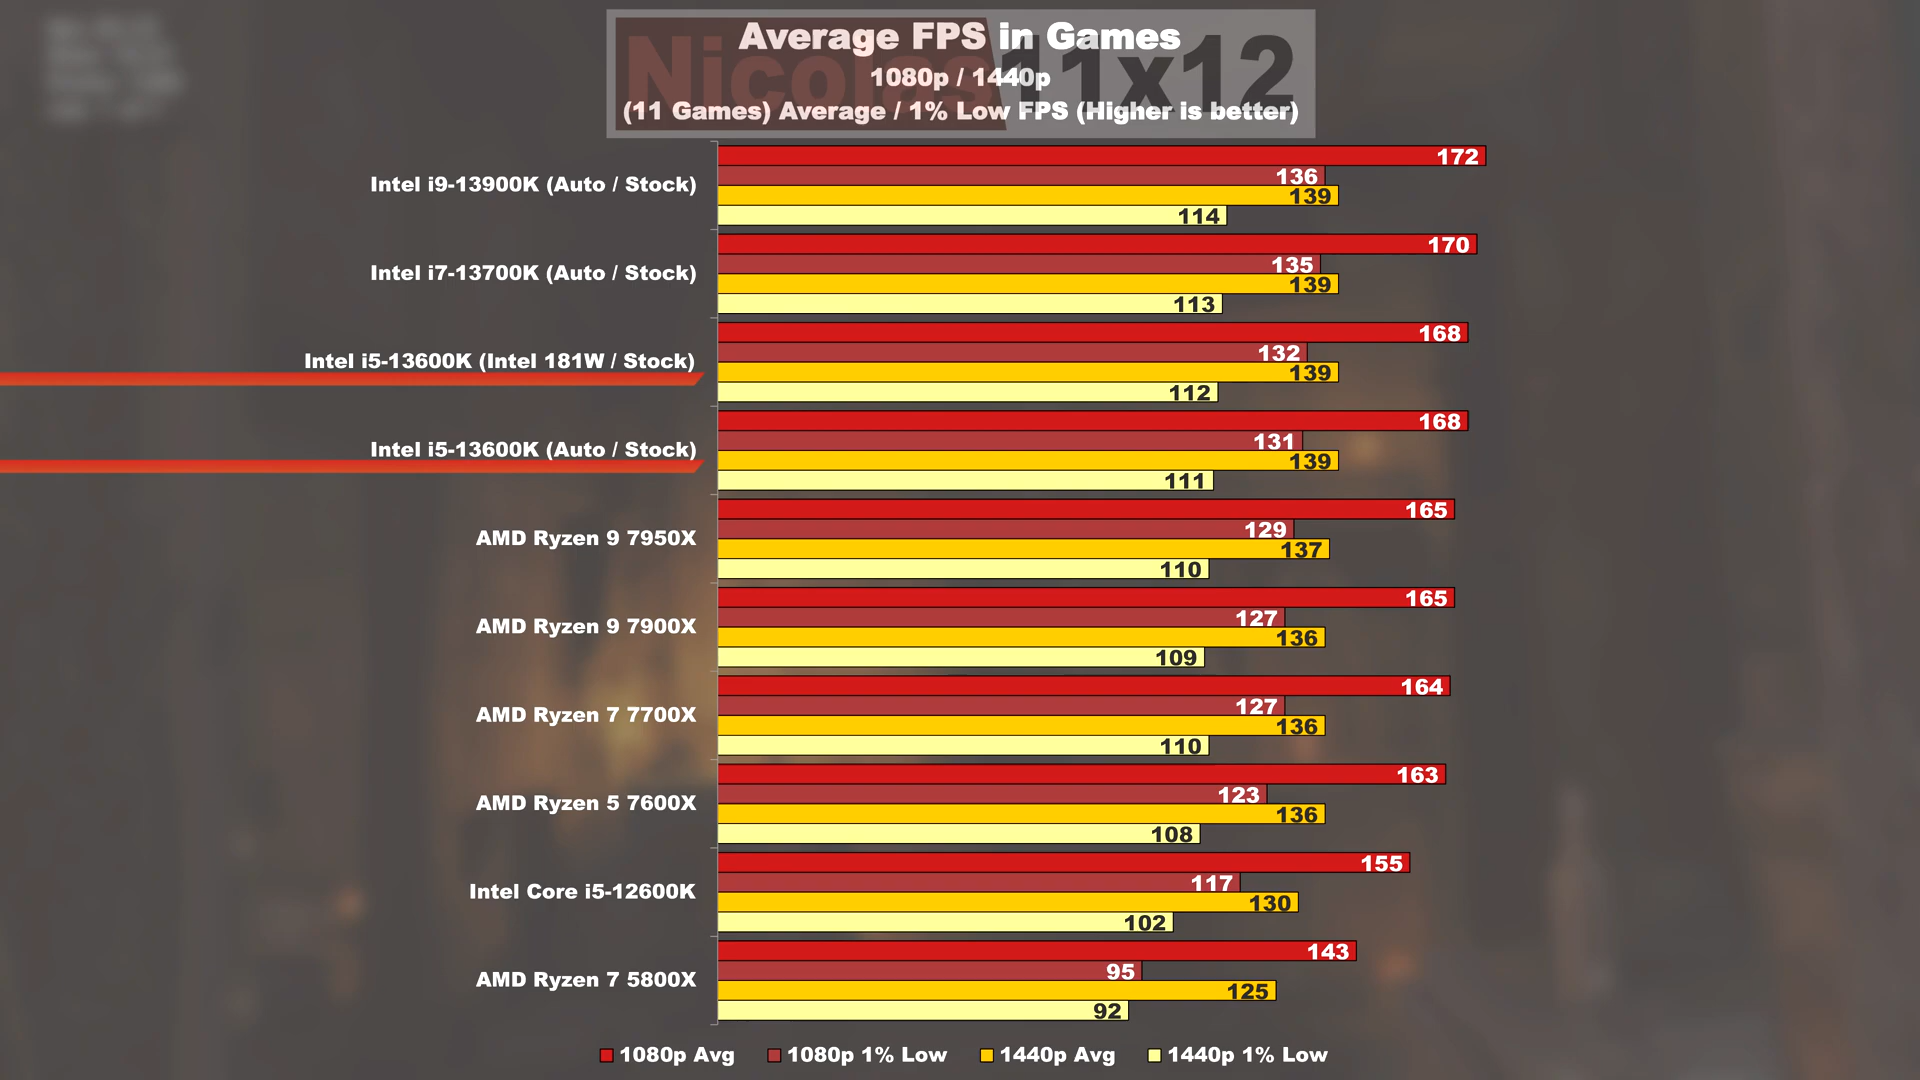 Nicolas11x12
Average FPS in Games
1080p / 1440p
(11 Games) Average / 1% Low FPS (Higher is better)
Intel i9-13900K (Auto / Stock)
172
136
139
114
Intel i7-13700K (Auto / Stock)
170
135
139
113
Intel i5-13600K (Intel 181W / Stock)
168
132
139
112
Intel i5-13600K (Auto / Stock)
168
131
139
111
AMD Ryzen 9 7950X
165
129
137
110
AMD Ryzen 9 7900X
165
127
136
109
AMD Ryzen 7 7700X
164
127
136
110
AMD Ryzen 5 7600X
163
123
136
108
Intel Core i5-12600K
155
117
130
102
AMD Ryzen 7 5800X
143
95
125
92
1080p Avg 1080p 1% Low 1440p Avg 1440p 1% Low